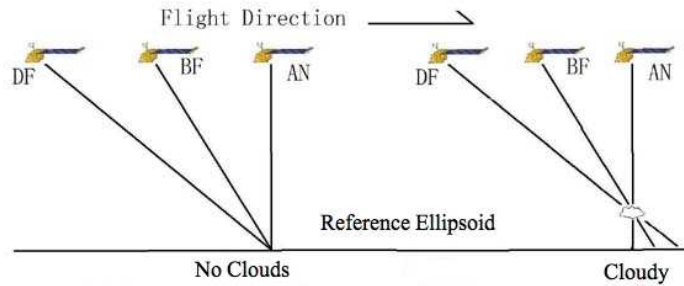 Flight Direction
DF
BF
AN
DF
BF
AN
Reference Ellipsoid
No Clouds
Cloudy